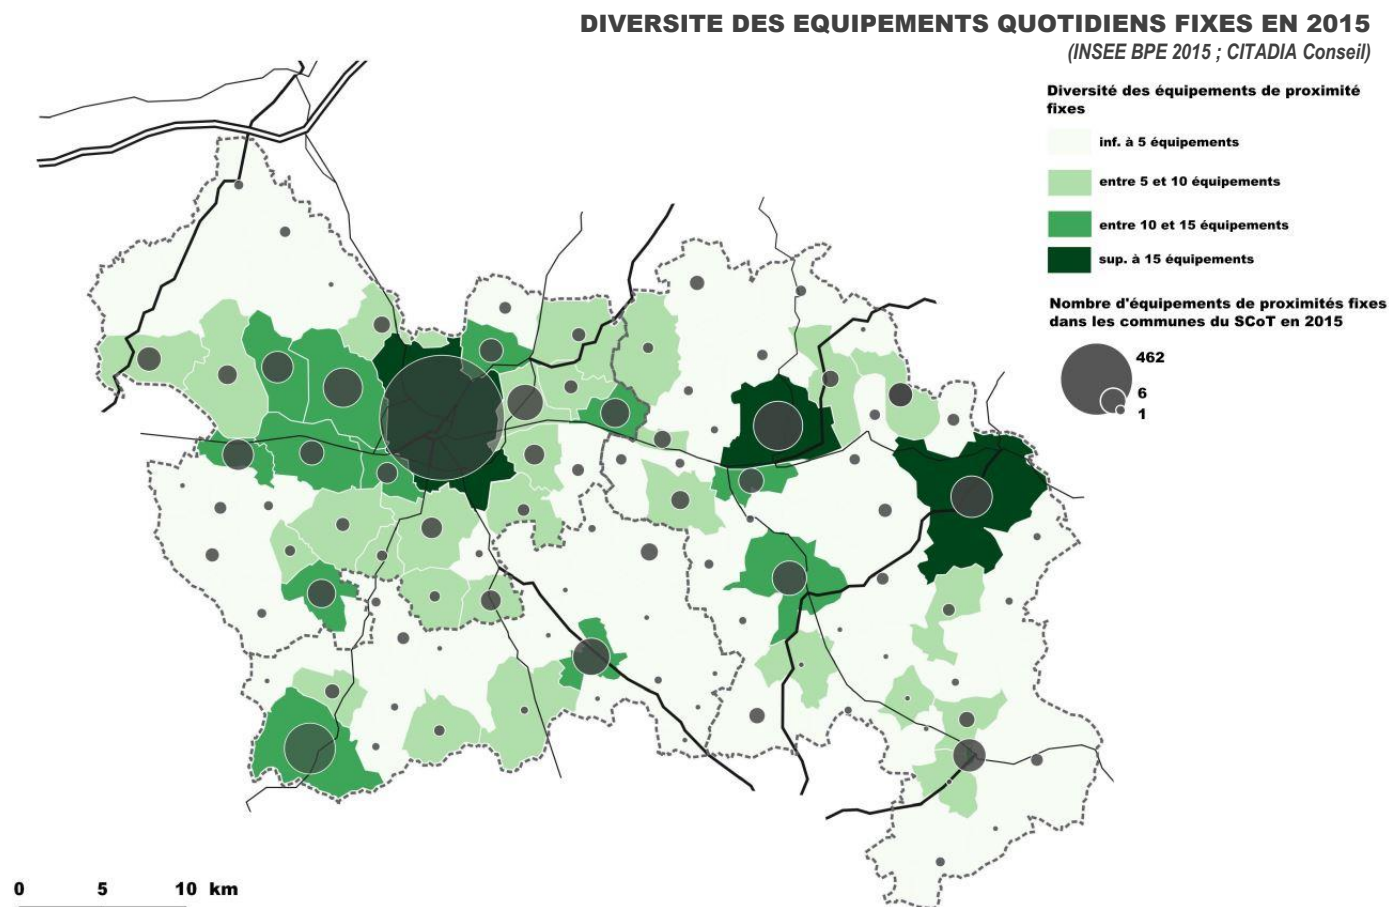 DIVERSITE DES EQUIPEMENTS QUOTIDIENS FIXES EN 2015
(INSEE BPE 2015 ; CITADIA Conseil)
Diversité des équipements de proximité
fixes
inf. à 5 équipements
entre 5 et 10 équipements
entre 10 et 15 équipements
sup. à 15 équipements
Nombre d'équipements de proximités fixes
dans les communes du SCoT en 2015
462
6
1
0 5 10 km